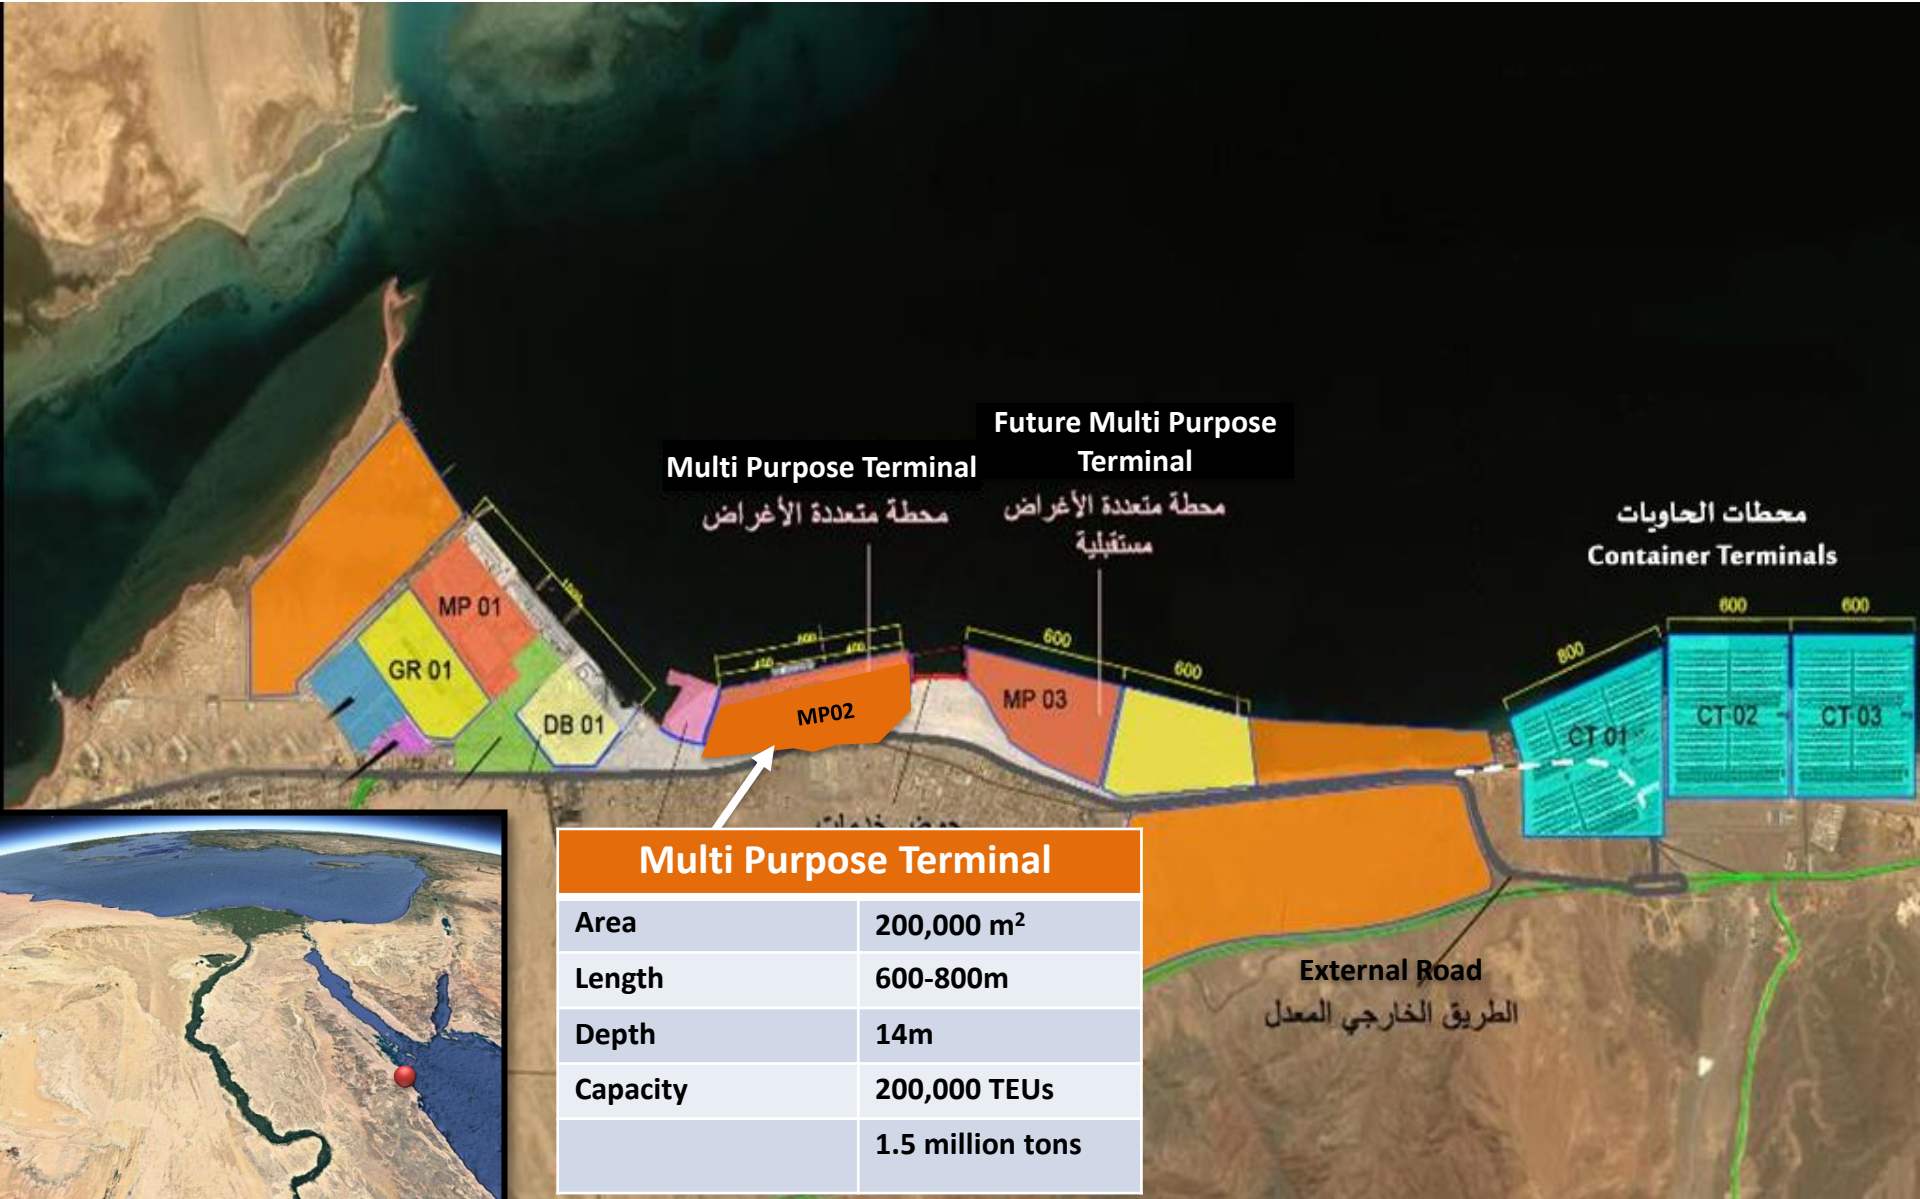 Future Multi Purpose
Terminal
Multi Purpose Terminal
محطة متعددة الأغراض
محطة متعددة الأغراض
مستقبلية
محطات الحاويات
Container Terminals
600
600
800
600
600
800
400
400
MP 01
GR 01
DB 01
MP02
MP 03
CT 01
CT 02
CT 03
Multi Purpose Terminal
Area
200,000 m²
Length
600-800m
Depth
14m
Capacity
200,000 TEUs
1.5 million tons
External Road
الطريق الخارجي المعدل